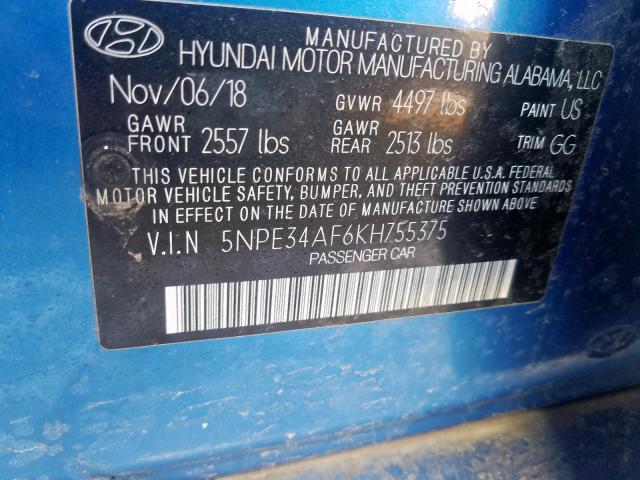 MANUFACTURED BY
HYUNDAI MOTOR MANUFACTURING ALABAMA, LLC
Nov/06/18 GVWR 4497 lbs PAINT US
GAWR FRONT 2557 lbs GAWR REAR 2513 lbs TRIM GG
THIS VEHICLE CONFORMS TO ALL APPLICABLE U.S.A. FEDERAL
MOTOR VEHICLE SAFETY, BUMPER, AND THEFT PREVENTION STANDARDS
IN EFFECT ON THE DATE OF MANUFACTURE SHOWN ABOVE
V.I.N 5NPE34AF6KH755375
PASSENGER CAR